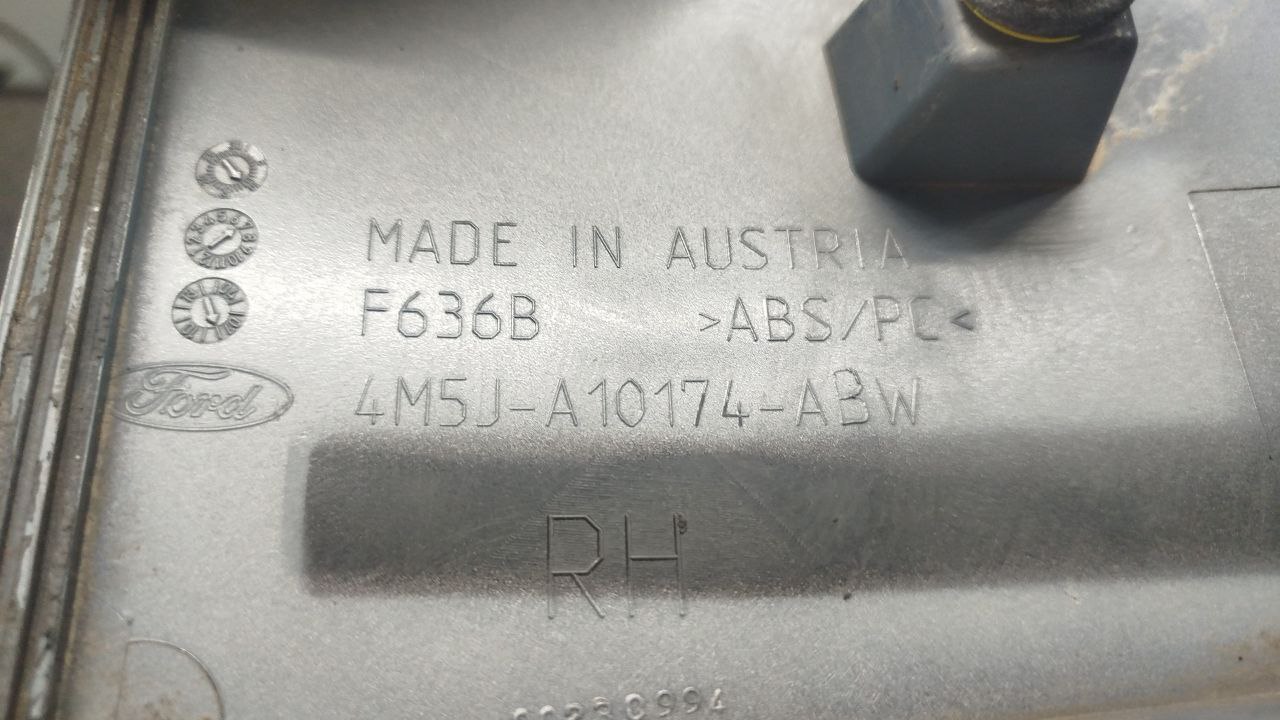 MADE IN AUSTRIA
F636B >ABS/PC<
Ford 4M5J-A10174-ABW
RH